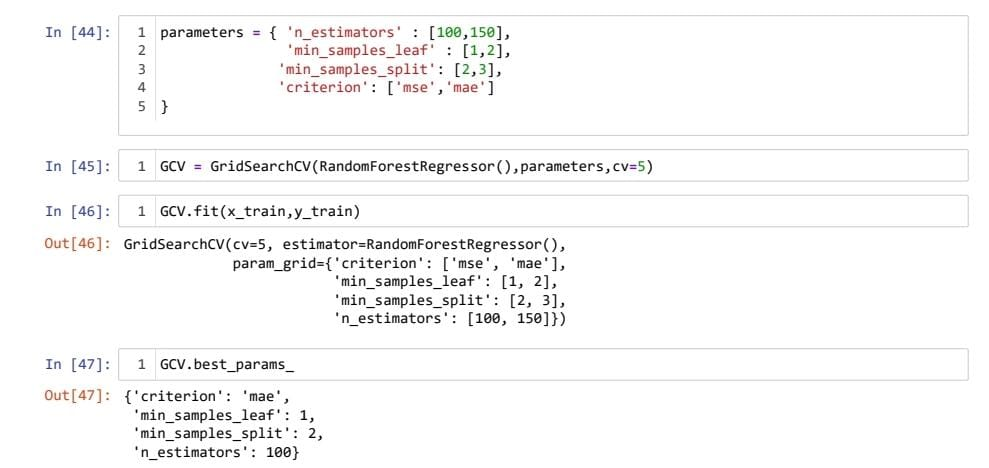 In [44]: 1 parameters = { 'n_estimators' : [100,150],
2 'min_samples_leaf' : [1,2],
3 'min_samples_split': [2,3],
4 'criterion': ['mse','mae']
5 }
In [45]: 1 GCV = GridSearchCV(RandomForestRegressor(),parameters,cv=5)
In [46]: 1 GCV.fit(x_train,y_train)
Out[46]: GridSearchCV(cv=5, estimator=RandomForestRegressor(),
param_grid={'criterion': ['mse', 'mae'],
'min_samples_leaf': [1, 2],
'min_samples_split': [2, 3],
'n_estimators': [100, 150]})
In [47]: 1 GCV.best_params_
Out[47]: {'criterion': 'mae',
'min_samples_leaf': 1,
'min_samples_split': 2,
'n_estimators': 100}